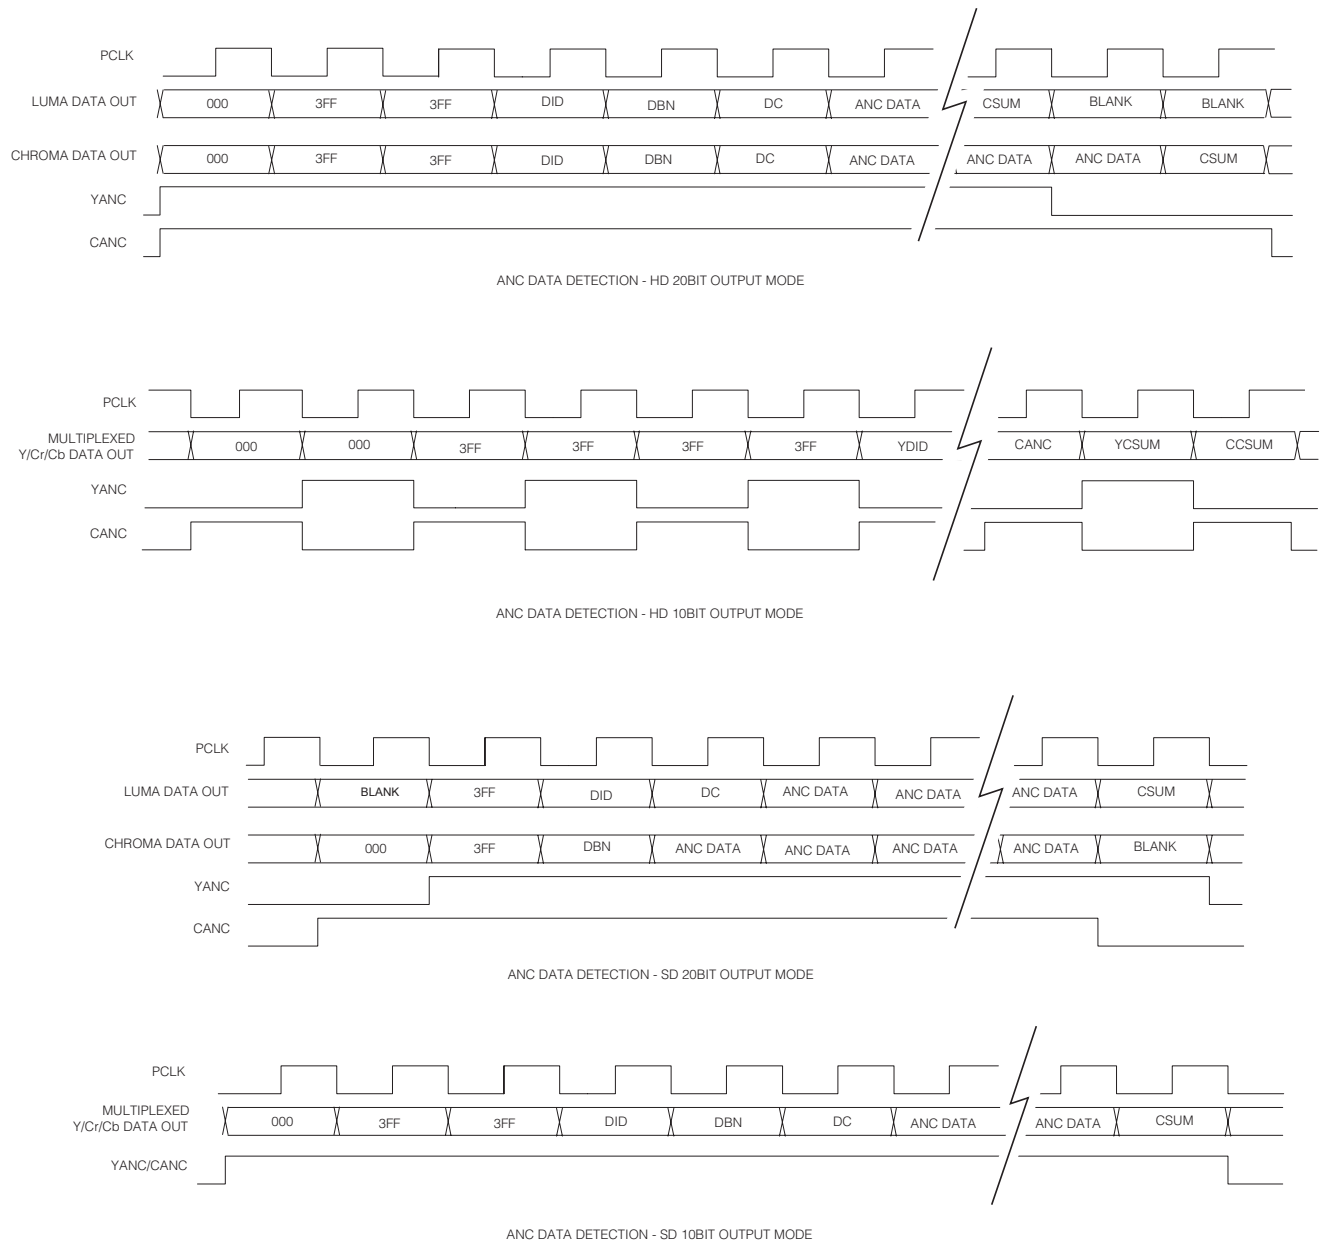 PCLK
LUMA DATA OUT 000 3FF 3FF DID DBN DC ANC DATA CSUM BLANK BLANK
CHROMA DATA OUT 000 3FF 3FF DID DBN DC ANC DATA ANC DATA ANC DATA CSUM
YANC
CANC
ANC DATA DETECTION - HD 20BIT OUTPUT MODE
PCLK
MULTIPLEXED
Y/Cr/Cb DATA OUT 000 000 3FF 3FF 3FF 3FF YDID CANC YCSUM CCSUM
YANC
CANC
ANC DATA DETECTION - HD 10BIT OUTPUT MODE
PCLK
LUMA DATA OUT BLANK 3FF DID DC ANC DATA ANC DATA ANC DATA CSUM
CHROMA DATA OUT 000 3FF DBN ANC DATA ANC DATA ANC DATA ANC DATA BLANK
YANC
CANC
ANC DATA DETECTION - SD 20BIT OUTPUT MODE
PCLK
MULTIPLEXED
Y/Cr/Cb DATA OUT 000 3FF 3FF DID DBN DC ANC DATA ANC DATA CSUM
YANC/CANC
ANC DATA DETECTION - SD 10BIT OUTPUT MODE